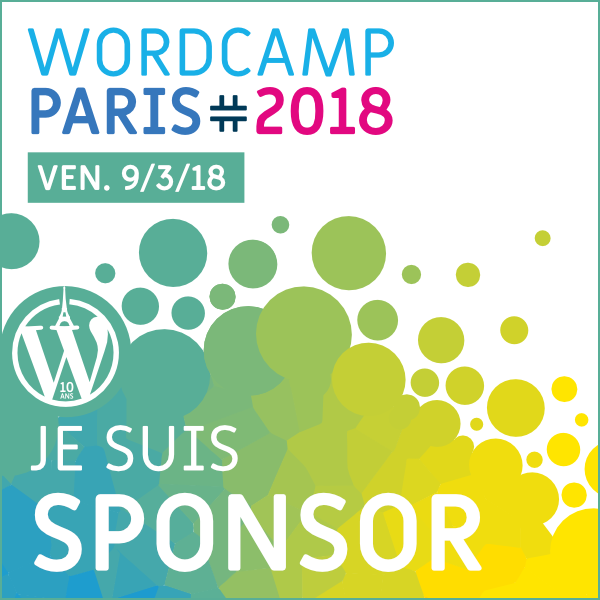 WORDCAMP
PARIS#2018
VEN. 9/3/18
W
10
ANS
JE SUIS
SPONSOR